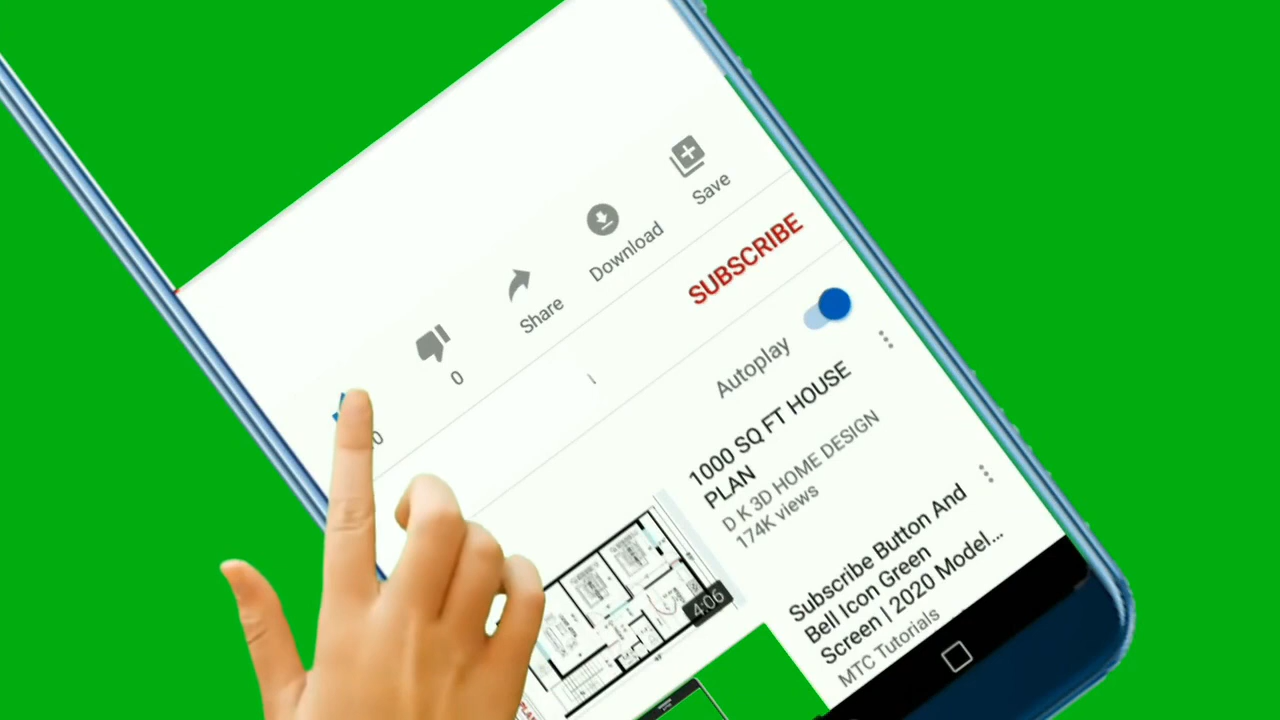 0
0
Share
Download
Save
SUBSCRIBE
Autoplay
1000 SQ FT HOUSE
PLAN
D K 3D HOME DESIGN
174K views
4:06
Subscribe Button And
Bell Icon Green
Screen | 2020 Model...
MTC Tutorials